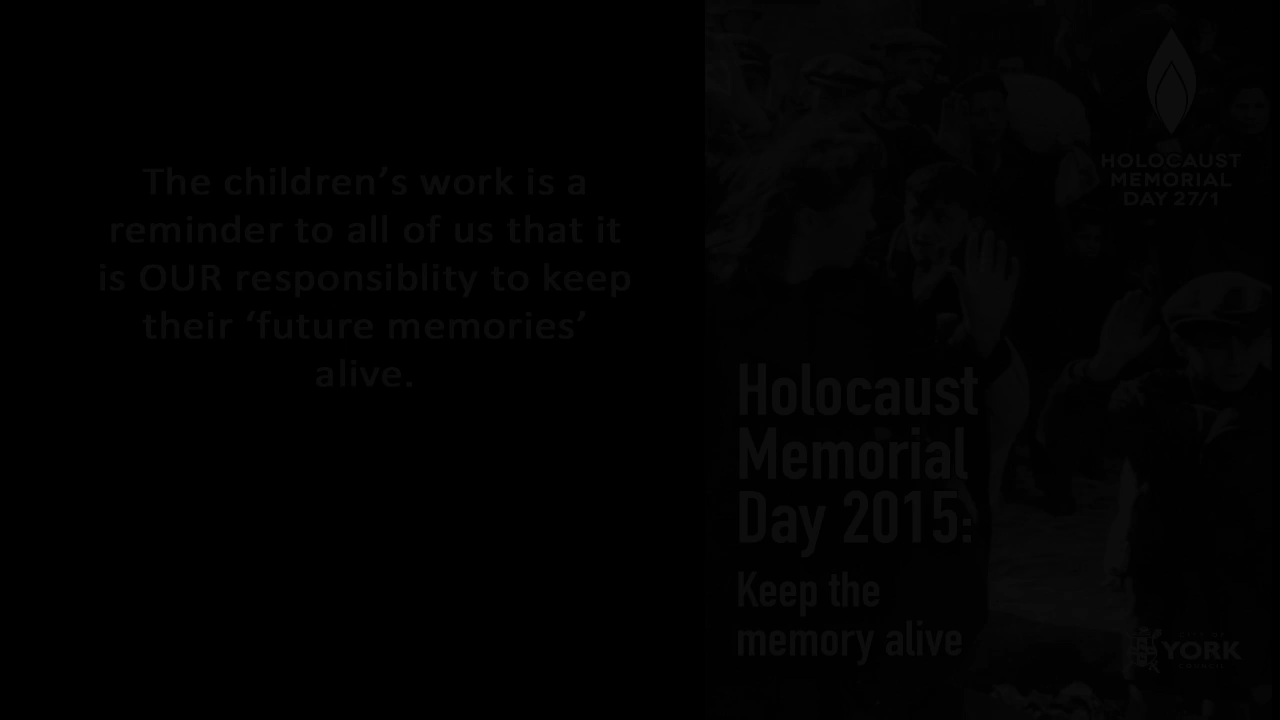 The children’s work is a
reminder to all of us that it
is OUR responsiblity to keep
their ‘future memories’
alive.
HOLOCAUST
MEMORIAL
DAY 27/1
Holocaust
Memorial
Day 2015:
Keep the
memory alive
YORK